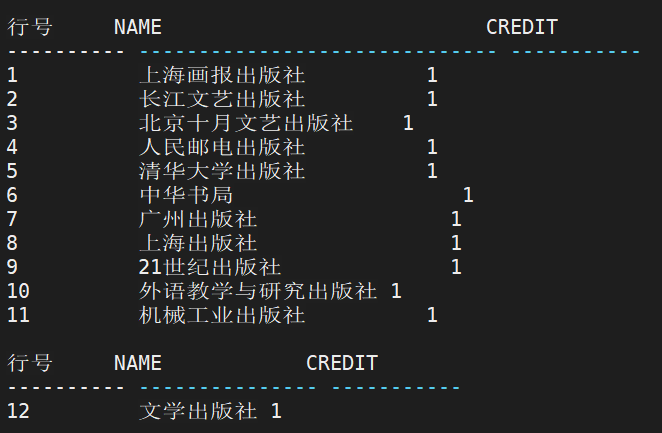 行号 NAME CREDIT
---------- ------------------------------ -----------
1 上海画报出版社 1
2 长江文艺出版社 1
3 北京十月文艺出版社 1
4 人民邮电出版社 1
5 清华大学出版社 1
6 中华书局 1
7 广州出版社 1
8 上海出版社 1
9 21世纪出版社 1
10 外语教学与研究出版社 1
11 机械工业出版社 1
行号 NAME CREDIT
---------- --------------- -----------
12 文学出版社 1